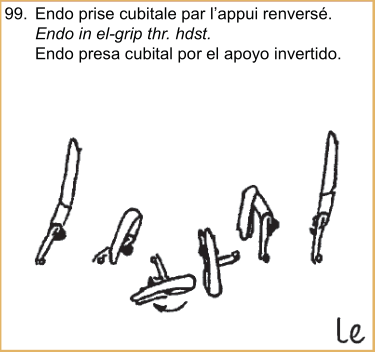 99. Endo prise cubitale par l'appui renversé.
Endo in el-grip thr. hdst.
Endo presa cubital por el apoyo invertido.
le